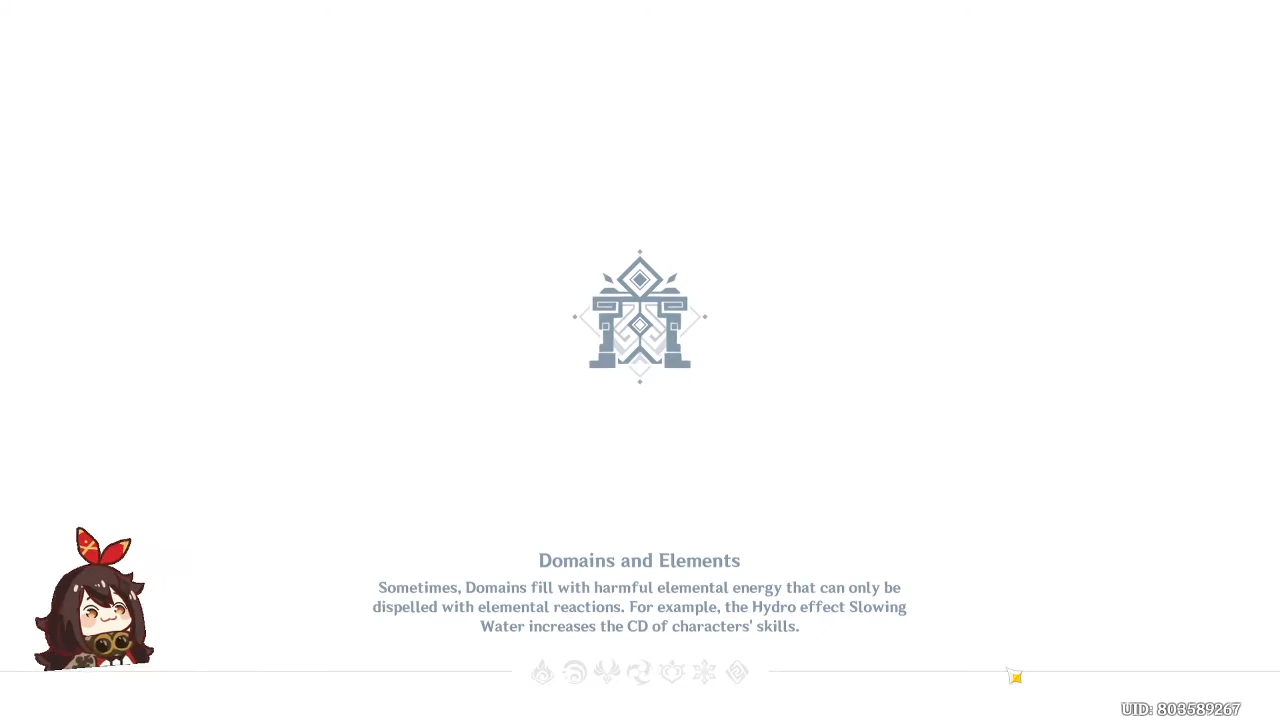 Domains and Elements
Sometimes, Domains fill with harmful elemental energy that can only be
dispelled with elemental reactions. For example, the Hydro effect Slowing
Water increases the CD of characters' skills.
UID: 803589267